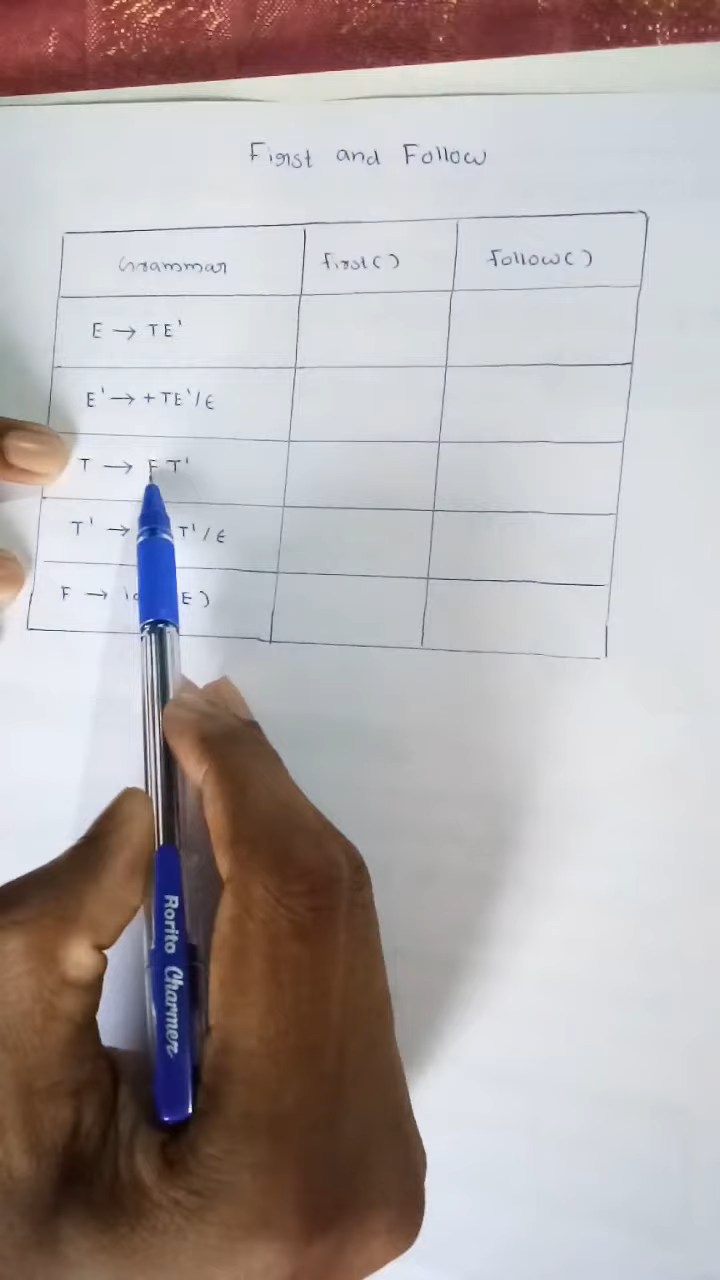 First and Follow
Grammar First() Follow()
E → TE'
E' → +TE'/ε
T → FT'
T' → T'/ε
F → E)
Rorito Charmer